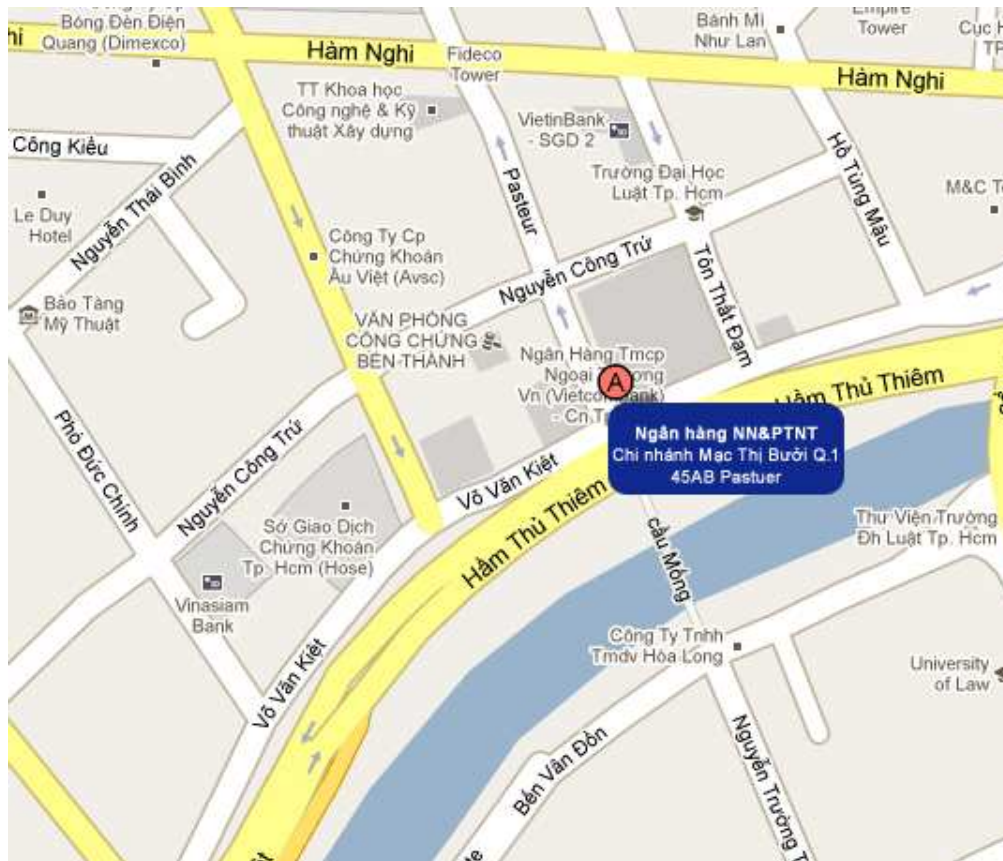 Bóng Đèn Điện
Quang (Dimexco)
Hàm Nghi
Fideco
Tower
Bánh Mì
Như Lan
Empire
Tower
Cục
Hàm Nghi
TT Khoa học
Công nghệ & Kỹ
thuật Xây dựng
VietinBank
- SGD 2
Công Kiều
Trường Đại Học
Luật Tp. Hcm
Hồ Tùng Mậu
M&C
Le Duy
Hotel
Nguyễn Thái Bình
Pasteur
Công Ty Cp
Chứng Khoán
Âu Việt (Avsc)
Nguyễn Công Trứ
Tôn Thất Đạm
Bảo Tàng
Mỹ Thuật
VĂN PHÒNG
CÔNG CHỨNG
BẾN THÀNH
Ngân Hàng Tmcp
Ngoại
Vn
- Cn
A
Hầm Thủ Thiêm
Ngân hàng NN&PTNT
Chi nhánh Mạc Thị Bưởi Q.1
45AB Pastuer
Phó Đức Chính
Nguyễn Công Trứ
Võ Văn Kiệt
Hầm Thủ Thiêm
Sở Giao Dịch
Chứng Khoán
Tp. Hcm (Hose)
cầu Mống
Thư Viện Trường
Đh Luật Tp. Hcm
Vinasiam
Bank
Công Ty Tnhh
Tmdv Hòa Long
University
of Law
Võ Văn Kiệt
Bến Vân Đồn
Nguyễn Trường